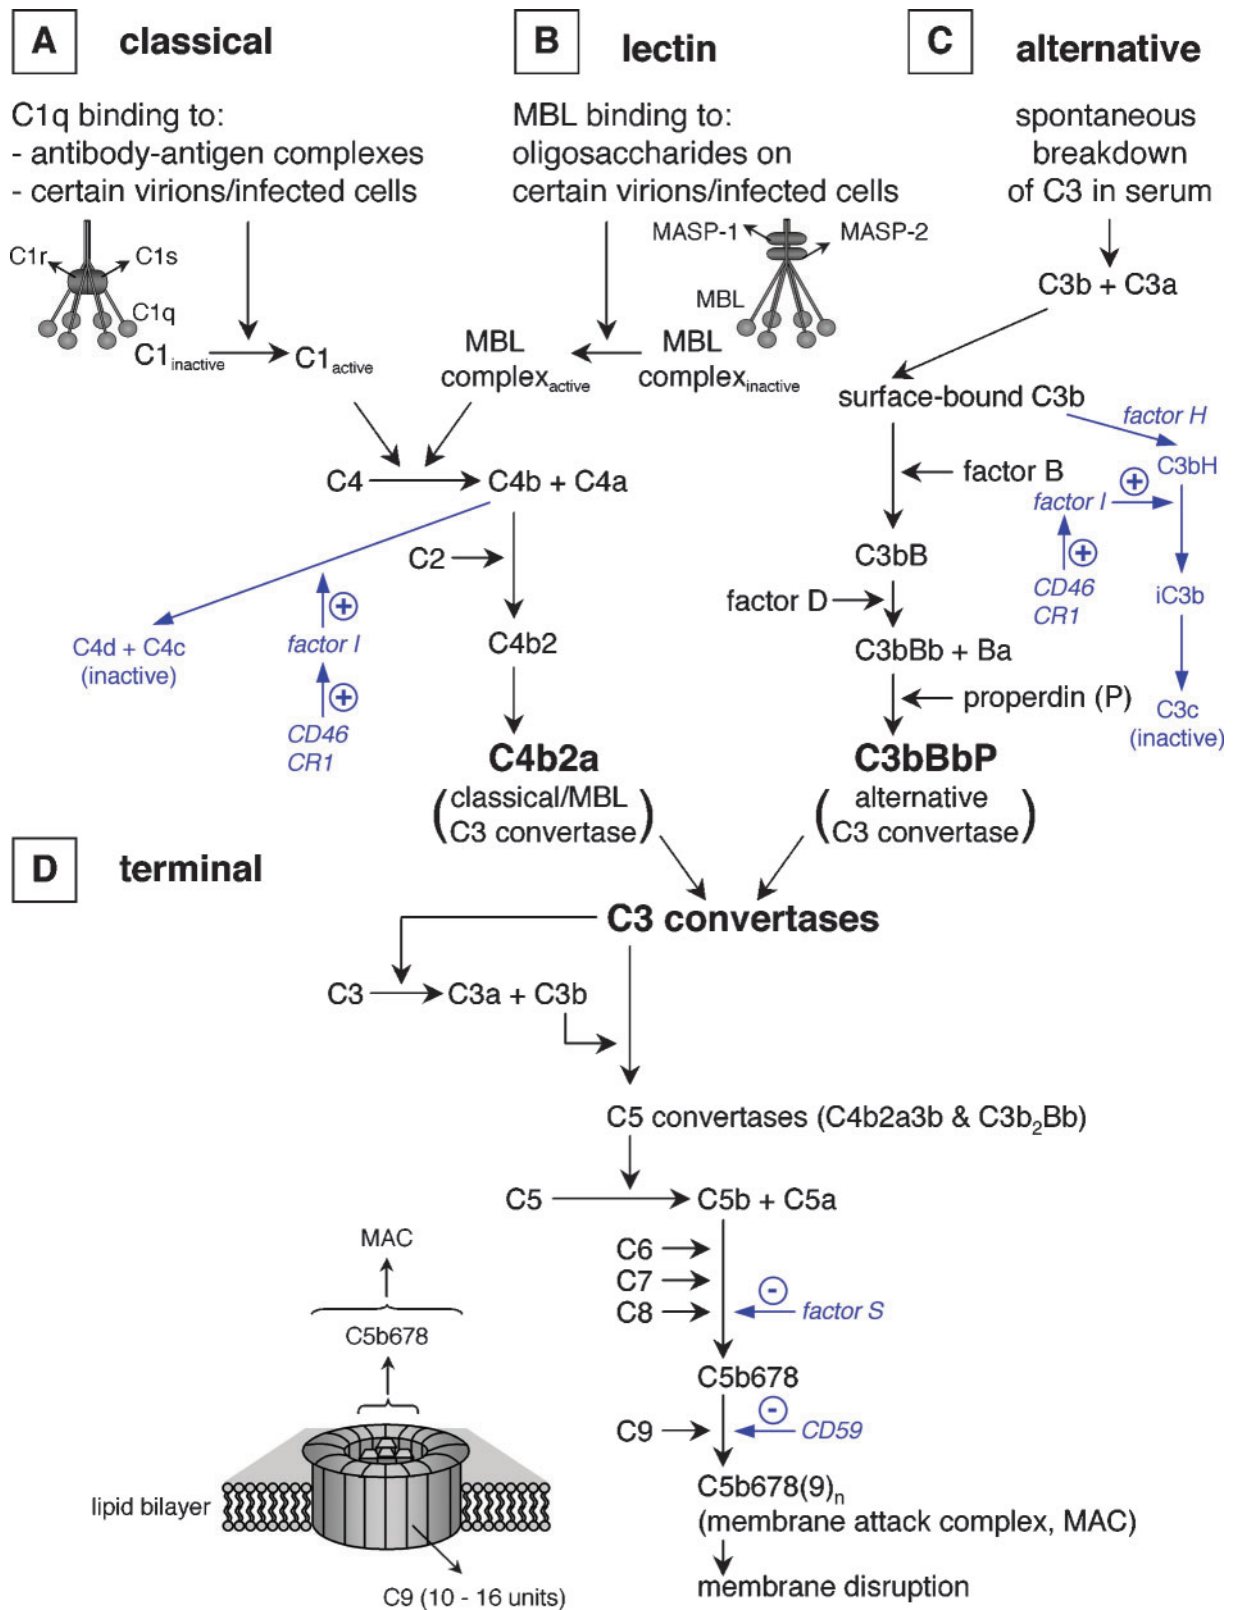 A classical
C1q binding to:
- antibody-antigen complexes
- certain virions/infected cells
C1r
C1s
C1q
C1inactive
C1active
B lectin
MBL binding to:
oligosaccharides on
certain virions/infected cells
MASP-1
MASP-2
MBL
MBL
complexactive
MBL
complexinactive
C4
C4b + C4a
C2
C4b2
C4d + C4c
(inactive)
+
factor I
+
CD46
CR1
C4b2a
(classical/MBL
C3 convertase)
C alternative
spontaneous
breakdown
of C3 in serum
C3b + C3a
surface-bound C3b
factor H
C3bH
factor B
factor I
+
C3bB
+
CD46
CR1
iC3b
factor D
C3bBb + Ba
properdin (P)
C3c
(inactive)
C3bBbP
(alternative
C3 convertase)
D terminal
C3 convertases
C3
C3a + C3b
C5 convertases (C4b2a3b & C3b2Bb)
C5
C5b + C5a
C6
C7
C8
-
factor S
C5b678
C9
-
CD59
C5b678(9)n
(membrane attack complex, MAC)
membrane disruption
MAC
C5b678
lipid bilayer
C9 (10 - 16 units)